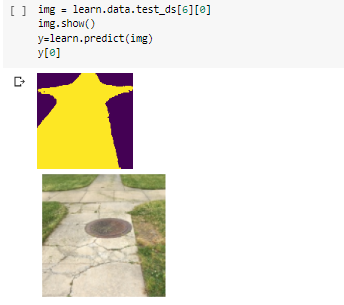 [ ] img = learn.data.test_ds[6][0]
img.show()
y=learn.predict(img)
y[0]